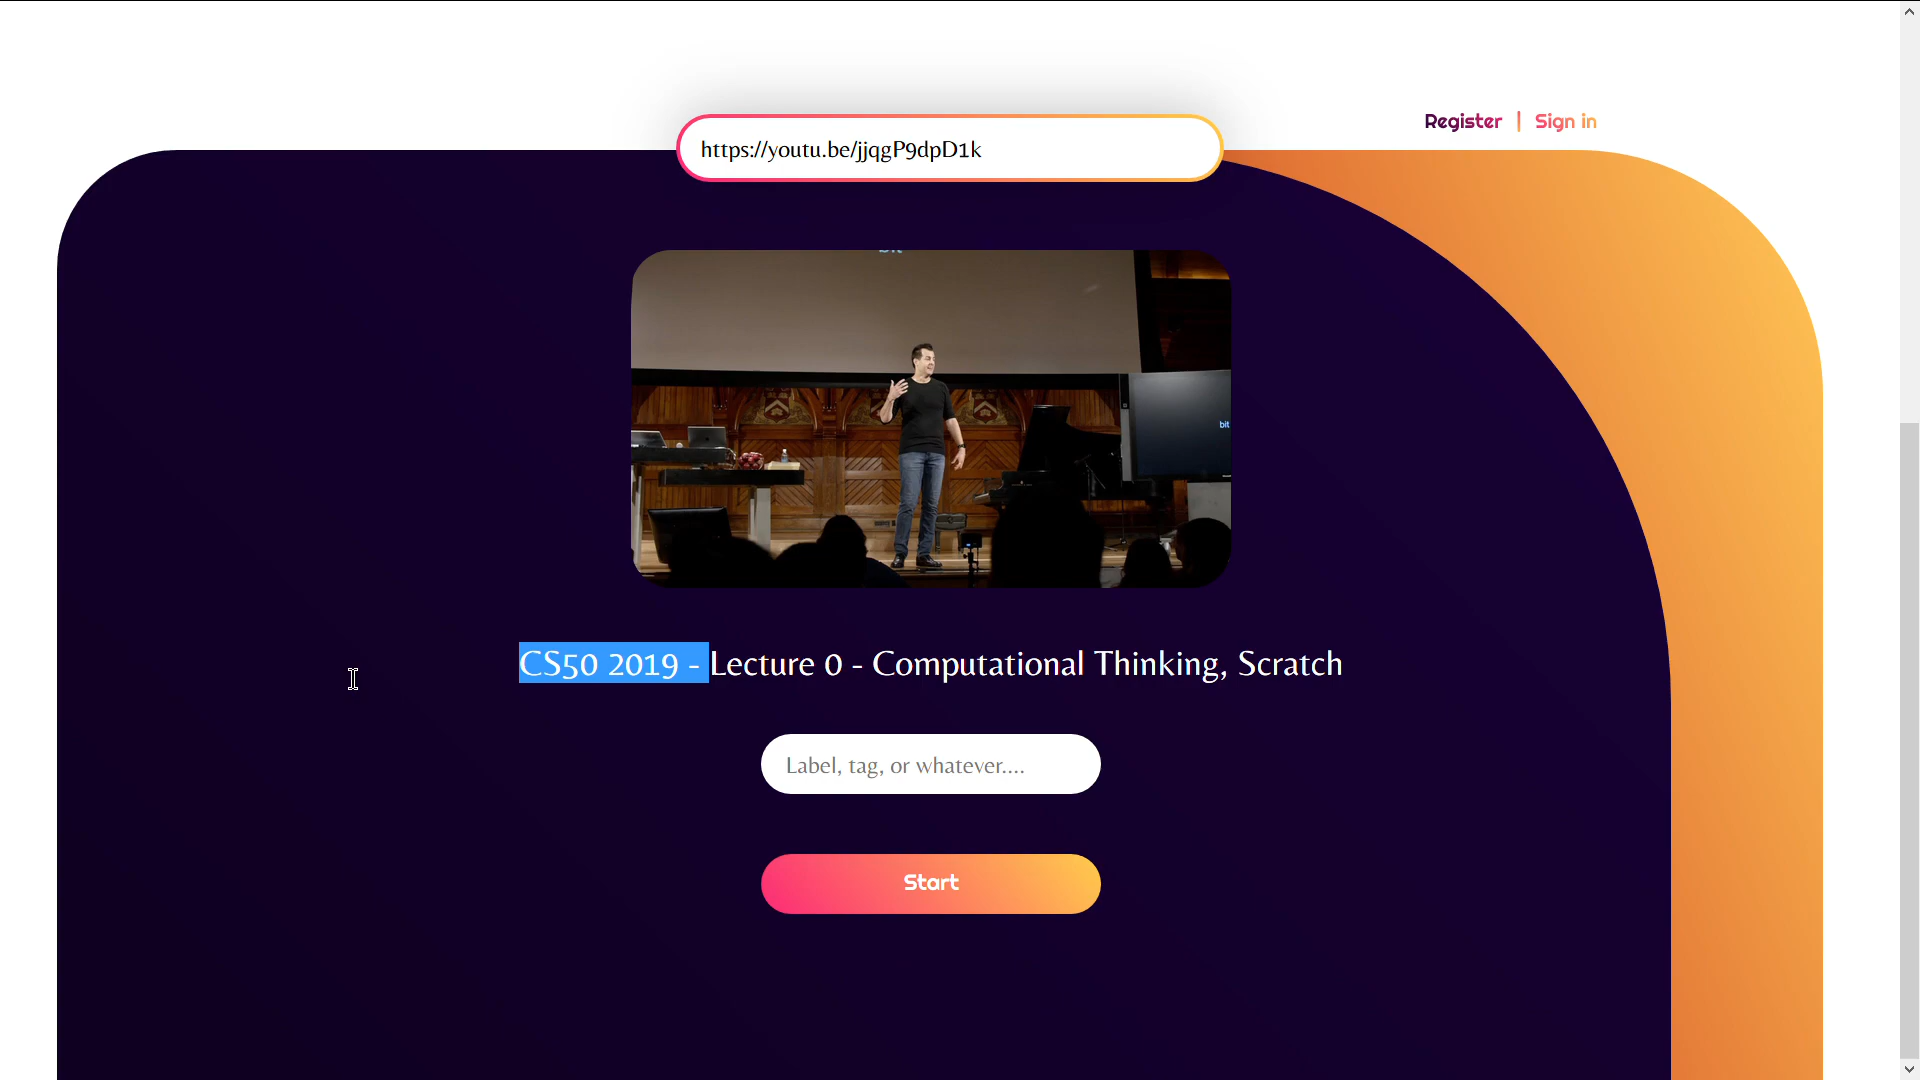 Register | Sign in
https://youtu.be/jjqgP9dpD1k
bit
CS50 2019 - Lecture 0 - Computational Thinking, Scratch
Label, tag, or whatever....
Start